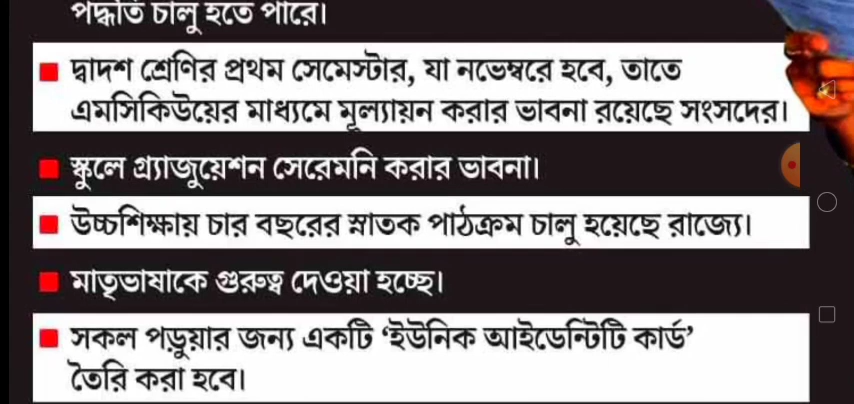 পদ্ধতি চালু হতে পারে।
দ্বাদশ শ্রেণির প্রথম সেমেস্টার, যা নভেম্বরে হবে, তাতে
এমসিকিউয়ের মাধ্যমে মূল্যায়ন করার ভাবনা রয়েছে সংসদের।
স্কুলে গ্র্যাজুয়েশন সেরেমনি করার ভাবনা।
উচ্চশিক্ষায় চার বছরের স্নাতক পাঠক্রম চালু হয়েছে রাজ্যে।
মাতৃভাষাকে গুরুত্ব দেওয়া হচ্ছে।
সকল পড়ুয়ার জন্য একটি ‘ইউনিক আইডেন্টিটি কার্ড’
তৈরি করা হবে।